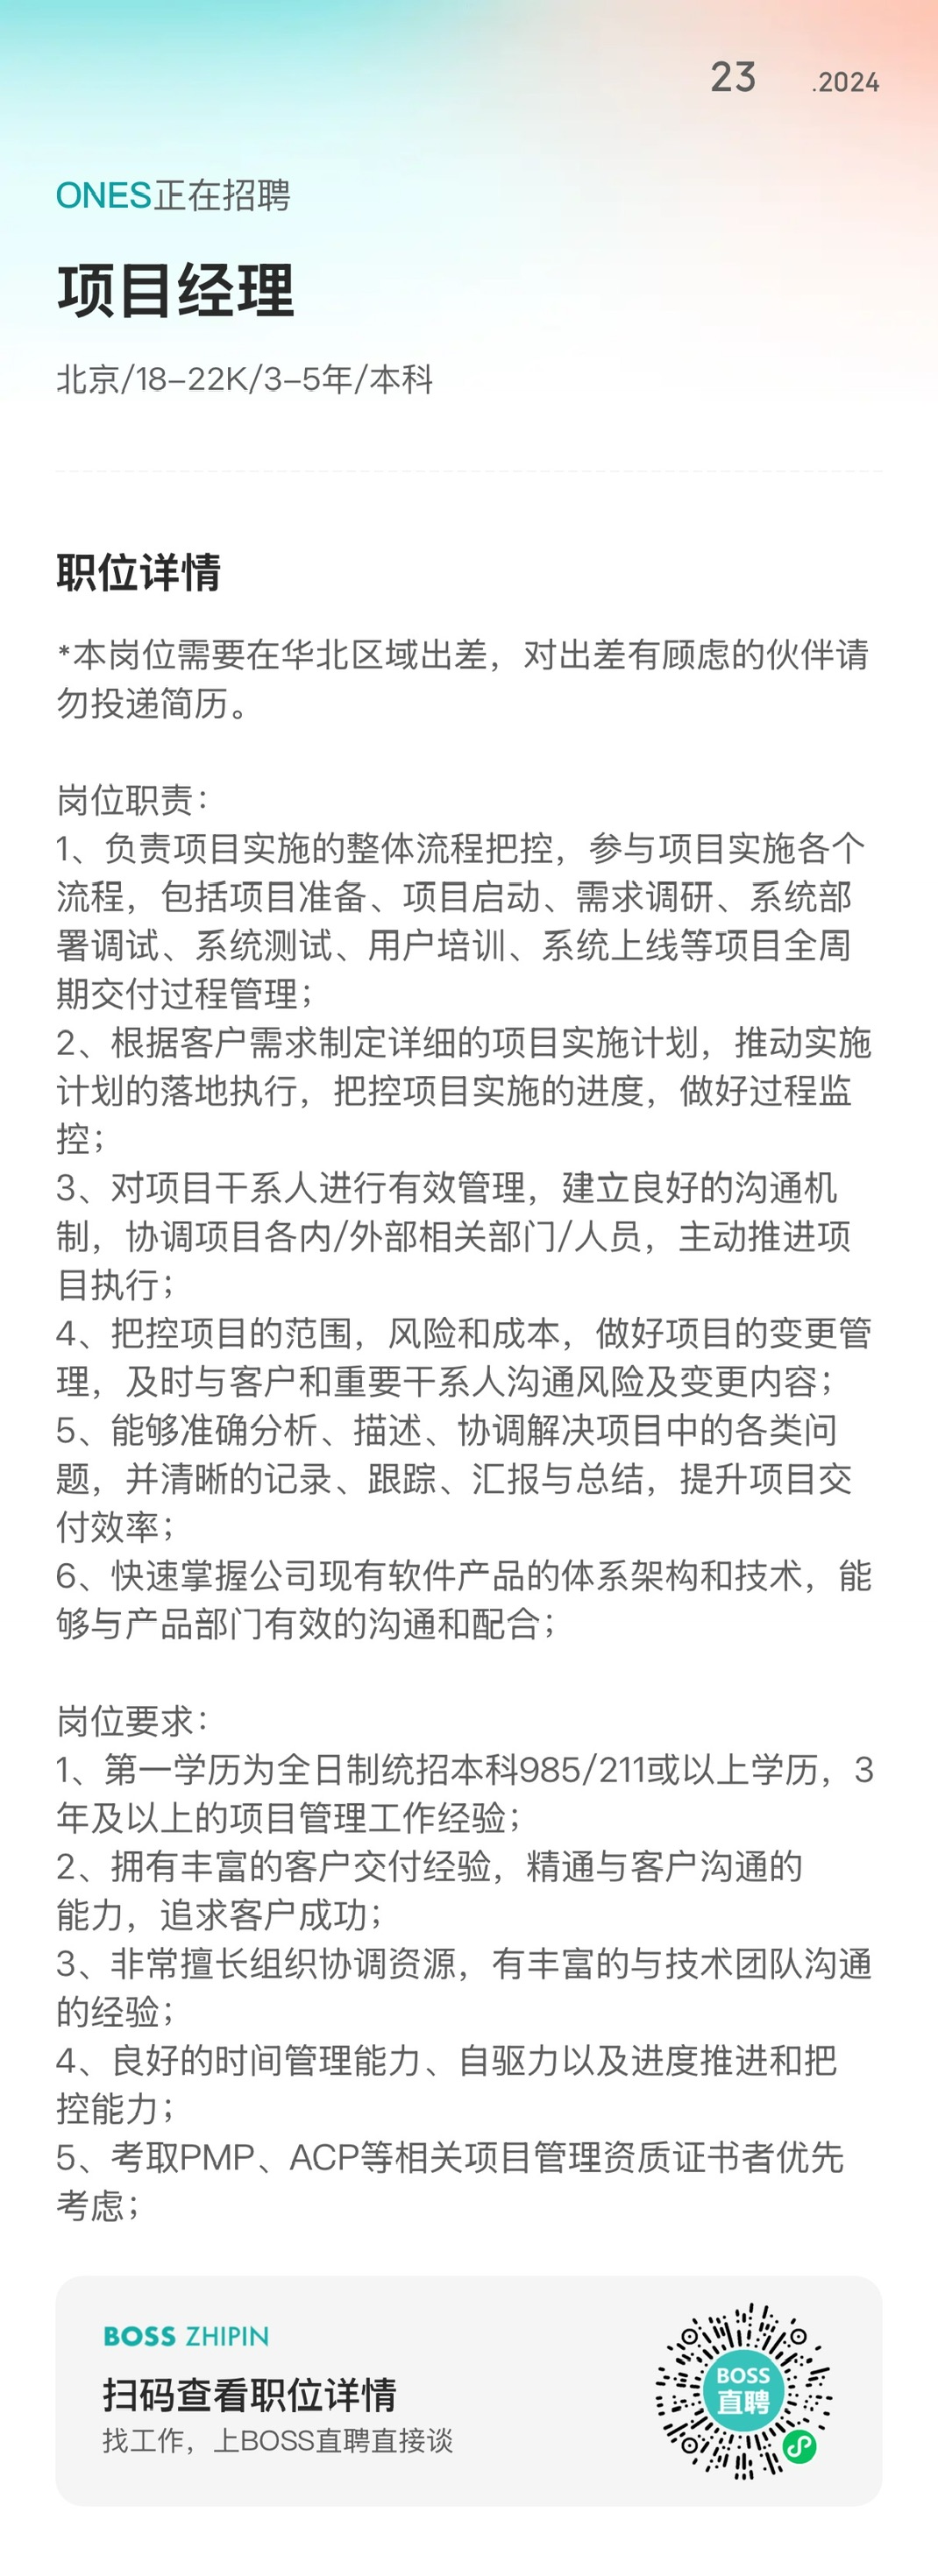 23 .2024
ONES正在招聘
项目经理
北京/18-22K/3-5年/本科
职位详情
*本岗位需要在华北区域出差，对出差有顾虑的伙伴请
勿投递简历。
岗位职责：
1、负责项目实施的整体流程把控，参与项目实施各个
流程，包括项目准备、项目启动、需求调研、系统部
署调试、系统测试、用户培训、系统上线等项目全周
期交付过程管理；
2、根据客户需求制定详细的项目实施计划，推动实施
计划的落地执行，把控项目实施的进度，做好过程监
控；
3、对项目干系人进行有效管理，建立良好的沟通机
制，协调项目各内/外部相关部门/人员，主动推进项
目执行；
4、把控项目的范围，风险和成本，做好项目的变更管
理，及时与客户和重要干系人沟通风险及变更内容；
5、能够准确分析、描述、协调解决项目中的各类问
题，并清晰的记录、跟踪、汇报与总结，提升项目交
付效率；
6、快速掌握公司现有软件产品的体系架构和技术，能
够与产品部门有效的沟通和配合；
岗位要求：
1、第一学历为全日制统招本科985/211或以上学历，3
年及以上的项目管理工作经验；
2、拥有丰富的客户交付经验，精通与客户沟通的
能力，追求客户成功；
3、非常擅长组织协调资源，有丰富的与技术团队沟通
的经验；
4、良好的时间管理能力、自驱力以及进度推进和把
控能力；
5、考取PMP、ACP等相关项目管理资质证书者优先
考虑；
BOSS ZHIPIN
扫码查看职位详情
找工作，上BOSS直聘直接谈
BOSS
直聘